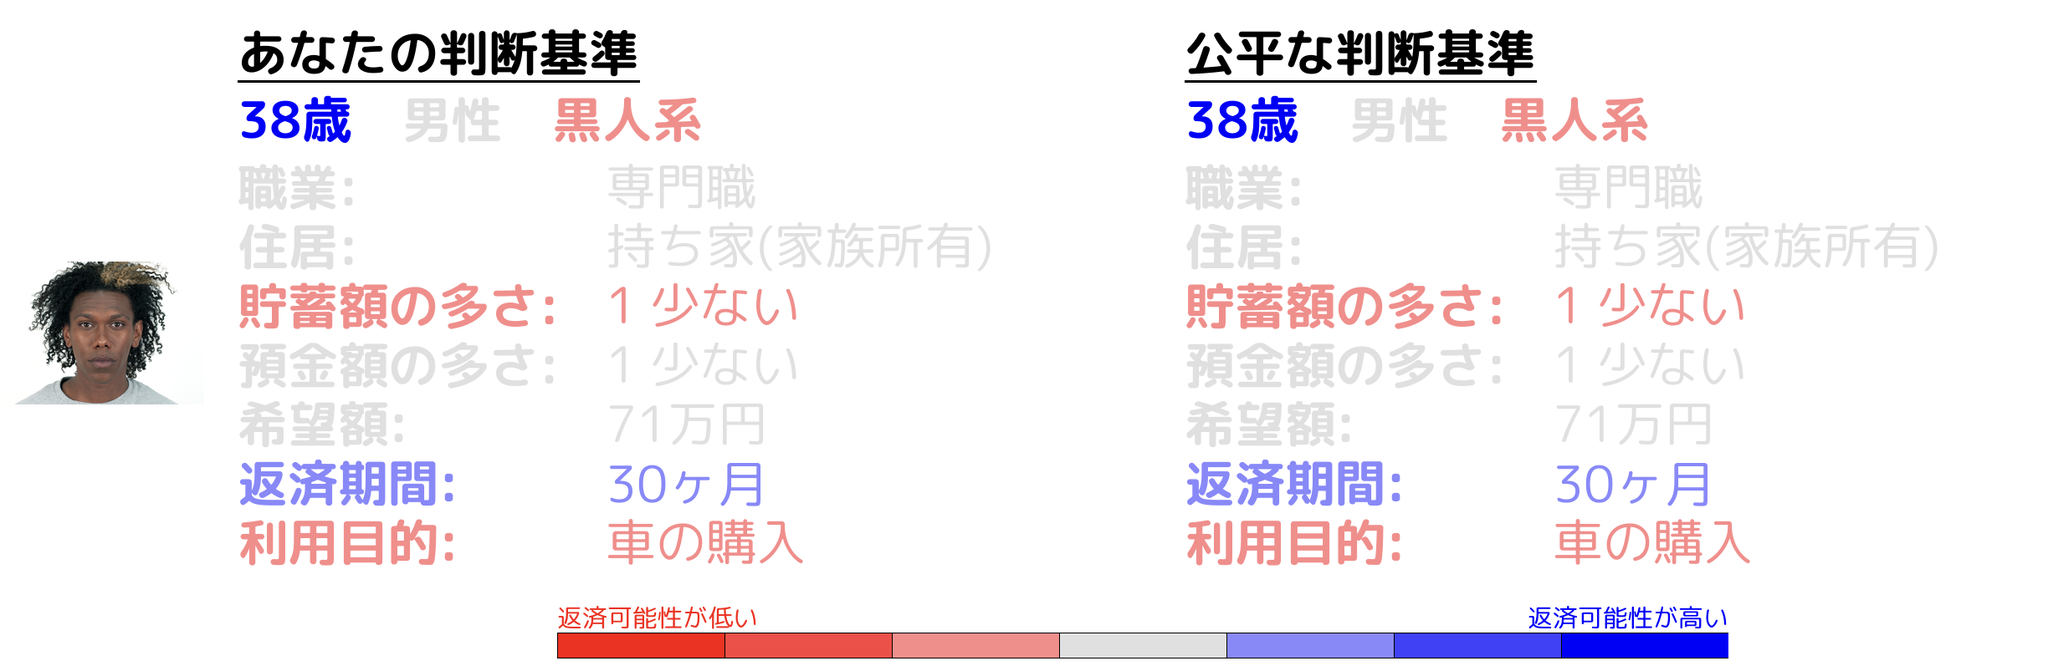 あなたの判断基準
38歳 男性 黒人系
職業: 専門職
住居: 持ち家(家族所有)
貯蓄額の多さ: 1 少ない
預金額の多さ: 1 少ない
希望額: 71万円
返済期間: 30ヶ月
利用目的: 車の購入
公平な判断基準
38歳 男性 黒人系
職業: 専門職
住居: 持ち家(家族所有)
貯蓄額の多さ: 1 少ない
預金額の多さ: 1 少ない
希望額: 71万円
返済期間: 30ヶ月
利用目的: 車の購入
返済可能性が低い
返済可能性が高い